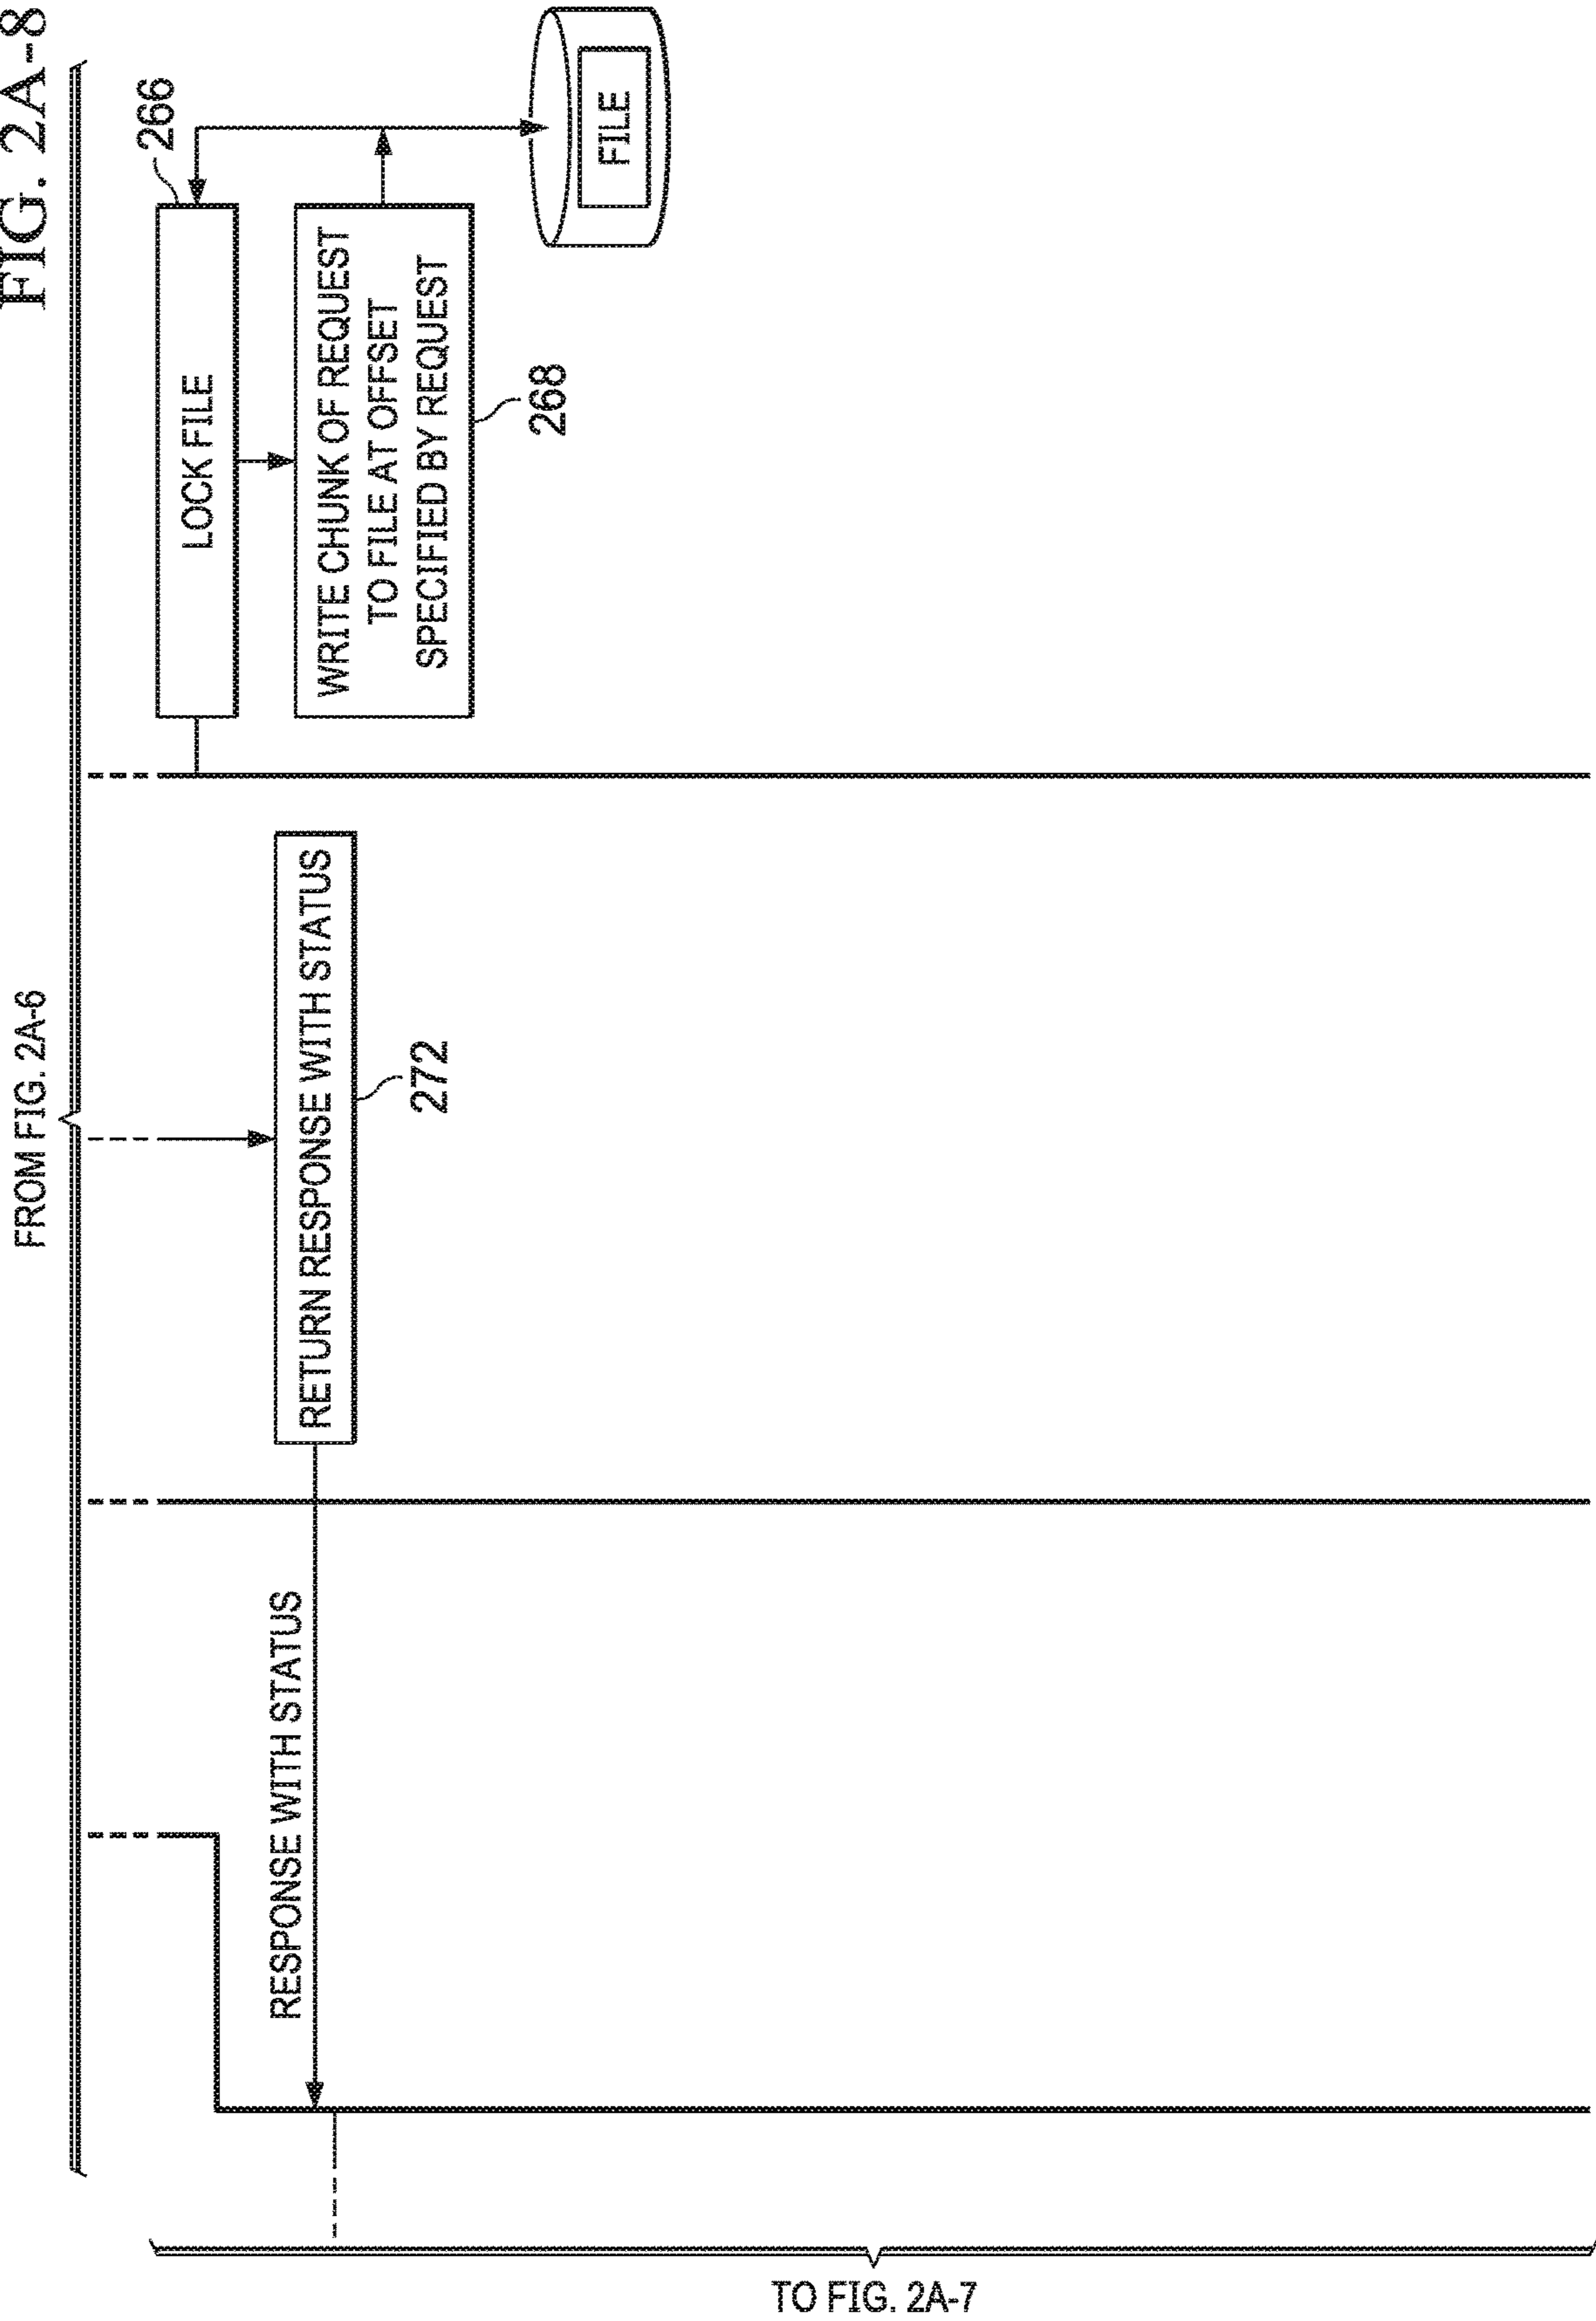 FIG. 2A-8
FROM FIG. 2A-6
266
LOCK FILE
WRITE CHUNK OF REQUEST
TO FILE AT OFFSET
SPECIFIED BY REQUEST
268
FILE
RETURN RESPONSE WITH STATUS
272
RESPONSE WITH STATUS
TO FIG. 2A-7